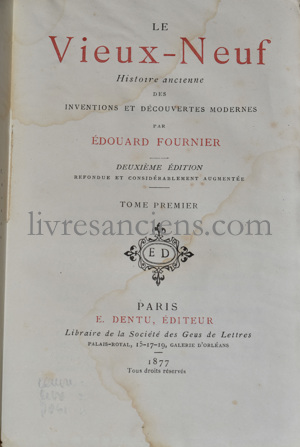 LE
Vieux-Neuf
Histoire ancienne
DES
INVENTIONS ET DÉCOUVERTES MODERNES
PAR
ÉDOUARD FOURNIER
DEUXIÈME ÉDITION
REFONDUE ET CONSIDÉRABLEMENT AUGMENTÉE
TOME PREMIER
livresanciens.com
E D
PARIS
E. DENTU, ÉDITEUR
Libraire de la Société des Gens de Lettres
PALAIS-ROYAL, 15-17-19, GALERIE D'ORLÉANS
1877
Tous droits réservés